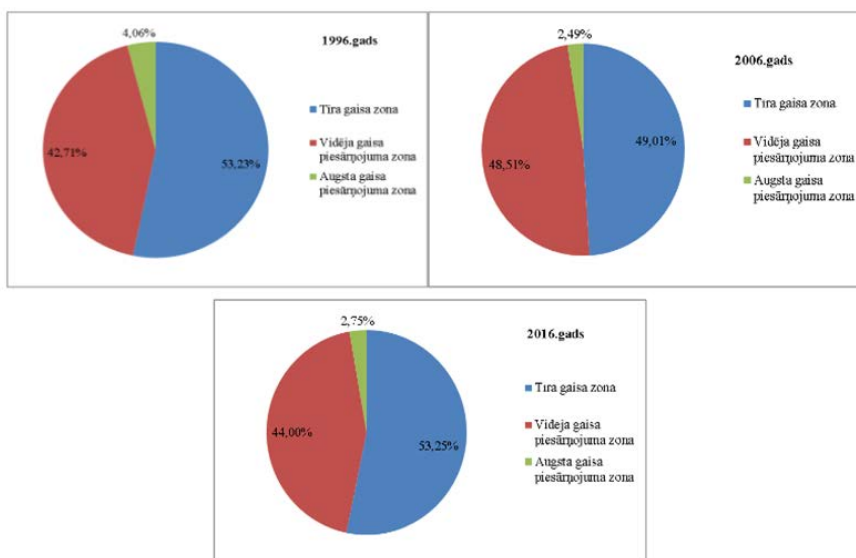 4,06%
1996.gads
Tīra gaisa zona
Vidēja gaisa
piesārņojuma zona
Augsta gaisa
piesārņojuma zona
42,71%
53,23%
2,49%
2006.gads
Tīra gaisa zona
Vidēja gaisa
piesārņojuma zona
Augsta gaisa
piesārņojuma zona
49,01%
48,51%
2,75%
2016.gads
Tīra gaisa zona
Vidēja gaisa
piesārņojuma zona
Augsta gaisa
piesārņojuma zona
44,00%
53,25%